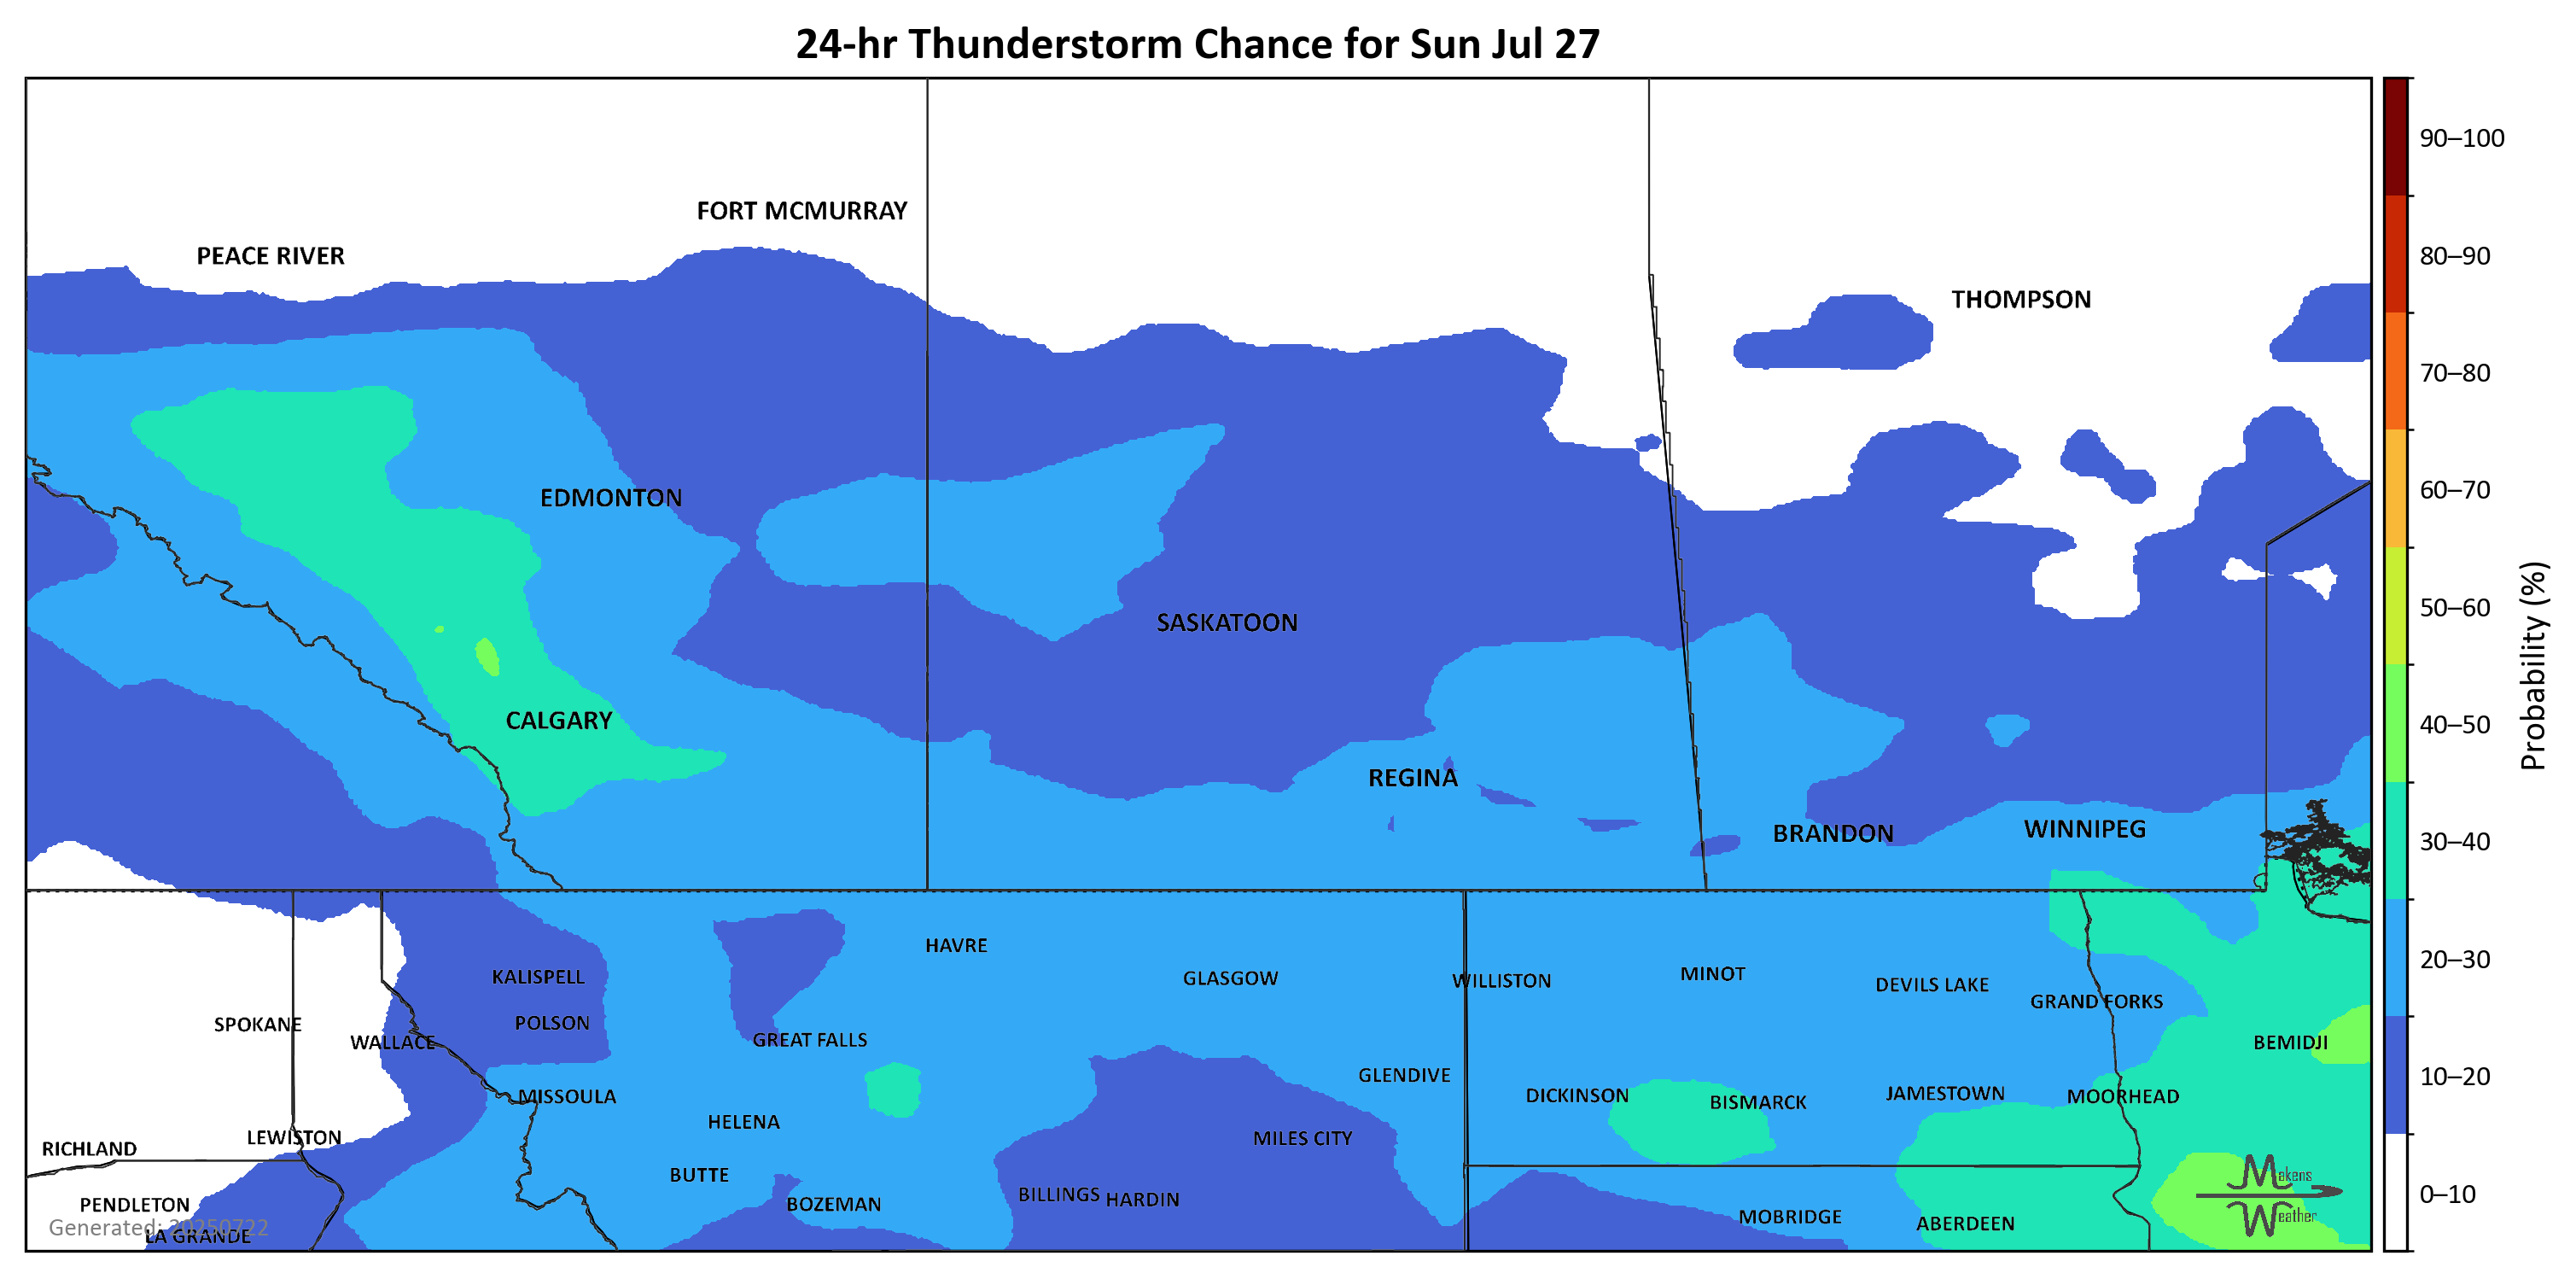 24-hr Thunderstorm Chance for Sun Jul 27
90–100
FORT MCMURRAY
PEACE RIVER
80–90
THOMPSON
70–80
60–70
EDMONTON
50–60
SASKATOON
Probability (%)
CALGARY
40–50
REGINA
30–40
BRANDON
WINNIPEG
HAVRE
20–30
KALISPELL
GLASGOW
WILLISTON
MINOT
DEVILS LAKE
GRAND FORKS
SPOKANE
POLSON
WALLACE
GREAT FALLS
BEMIDJI
GLENDIVE
10–20
MISSOULA
DICKINSON
BISMARCK
JAMESTOWN
MOORHEAD
HELENA
LEWISTON
MILES CITY
RICHLAND
BUTTE
Makens
Weather
0–10
PENDLETON
BOZEMAN
BILLINGS
HARDIN
MOBRIDGE
ABERDEEN
Generated: 20250722
LA GRANDE